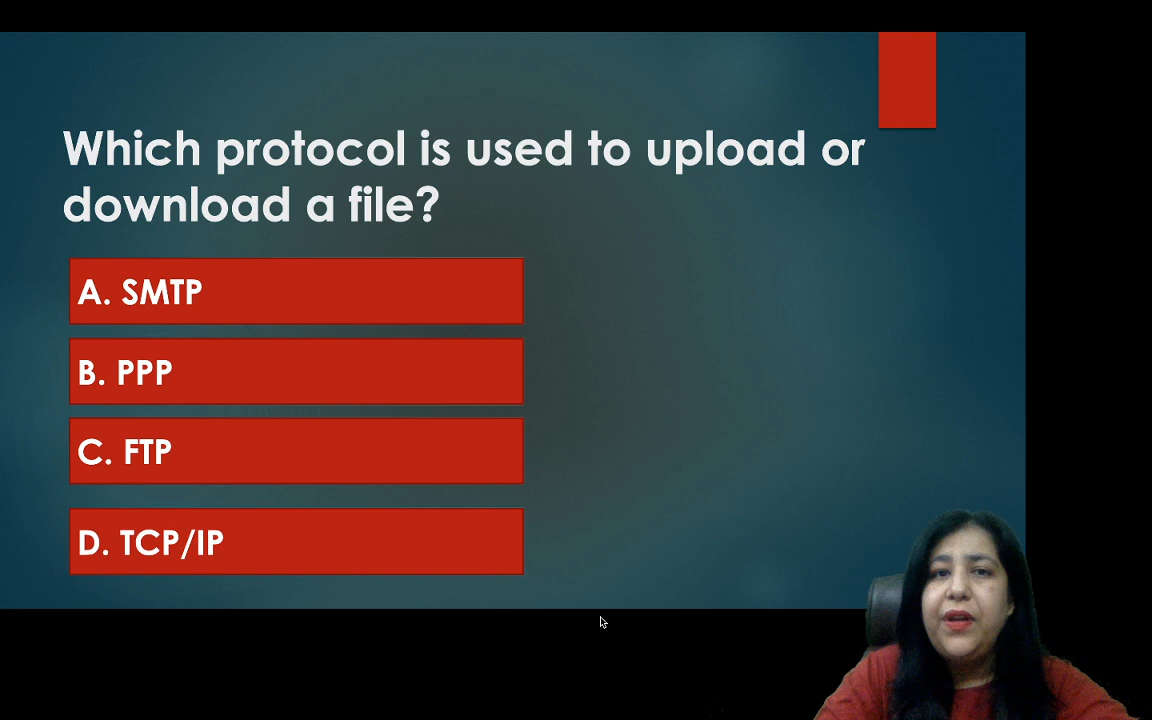 Which protocol is used to upload or
download a file?
A. SMTP
B. PPP
C. FTP
D. TCP/IP